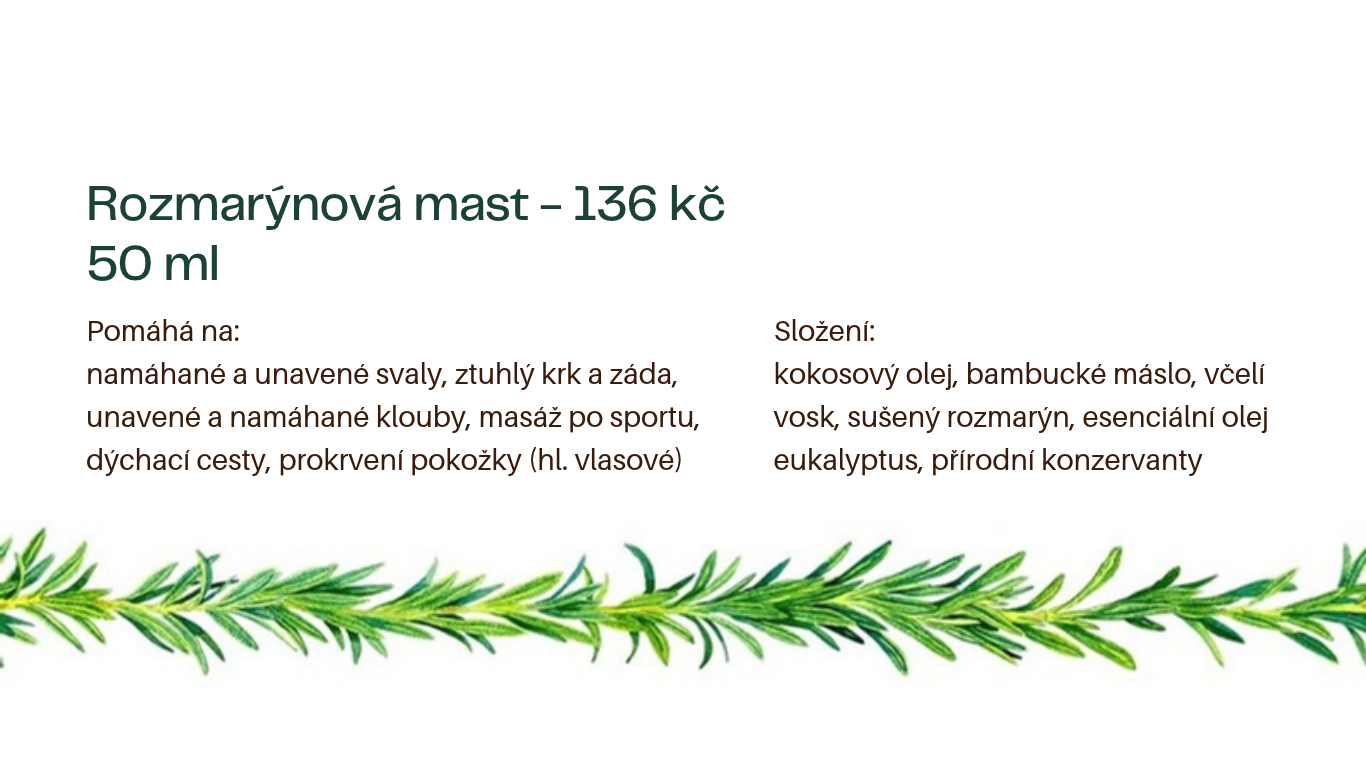 Rozmarýnová mast – 136 kč
50 ml
Pomáhá na:
namáhané a unavené svaly, ztuhlý krk a záda,
unavené a namáhané klouby, masáž po sportu,
dýchací cesty, prokrvení pokožky (hl. vlasové)
Složení:
kokosový olej, bambucké máslo, včelí
vosk, sušený rozmarýn, esenciální olej
eukalyptus, přírodní konzervanty